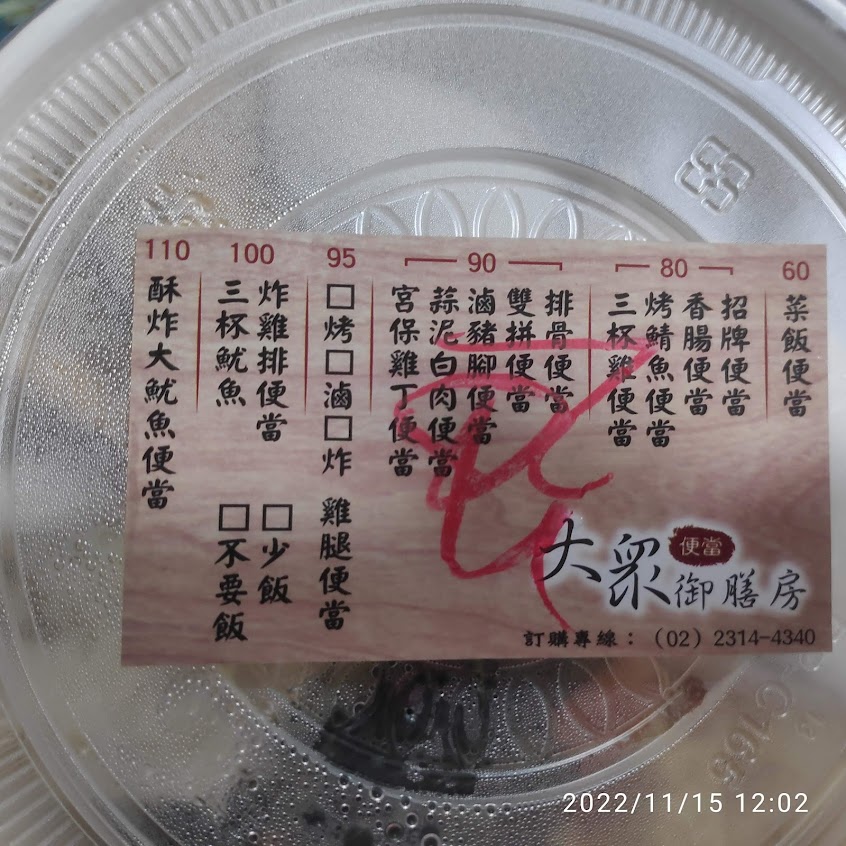 60
菜飯便當
80
招牌便當
香腸便當
烤鯖魚便當
三杯雞便當
90
排骨便當
雙拼便當
滷豬腳便當
蒜泥白肉便當
宮保雞丁便當
95
□烤□滷□炸 雞腿便當
100
炸雞排便當
三杯魷魚
□少飯
□不要飯
110
酥炸大魷魚便當
大眾便當御膳房
訂購專線：（02）2314-4340
C165
2022/11/15 12:02